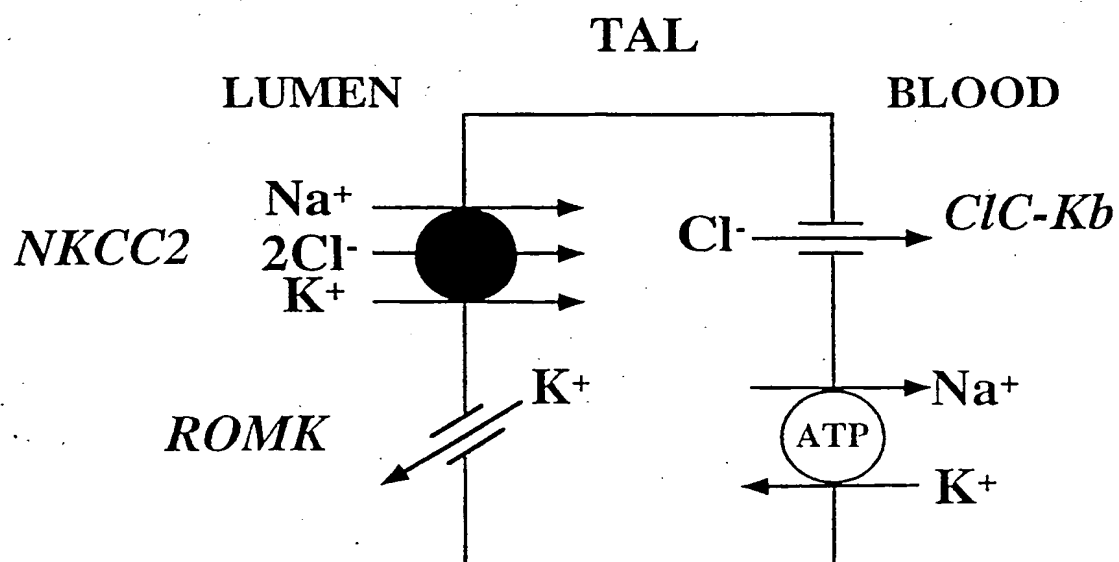 TAL
LUMEN
BLOOD
Na⁺
NKCC2
2Cl⁻
K⁺
Cl⁻
ClC-Kb
K⁺
ROMK
Na⁺
ATP
K⁺